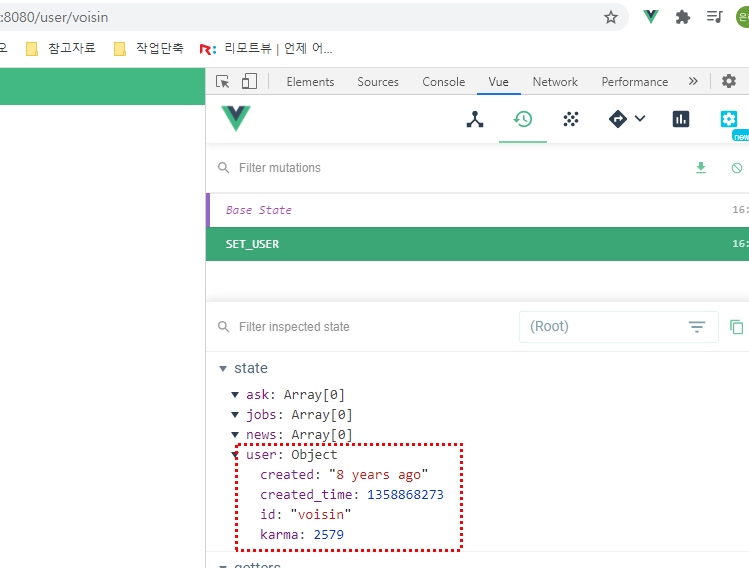 :8080/user/voisin
오 참고자료 작업단축 리모트뷰 | 언제 어...
Elements Sources Console Vue Network Performance »
new
Filter mutations
Base State 16:
SET_USER 16:
Filter inspected state (Root)
state
ask: Array[0]
jobs: Array[0]
news: Array[0]
user: Object
created: "8 years ago"
created_time: 1358868273
id: "voisin"
karma: 2579
getters